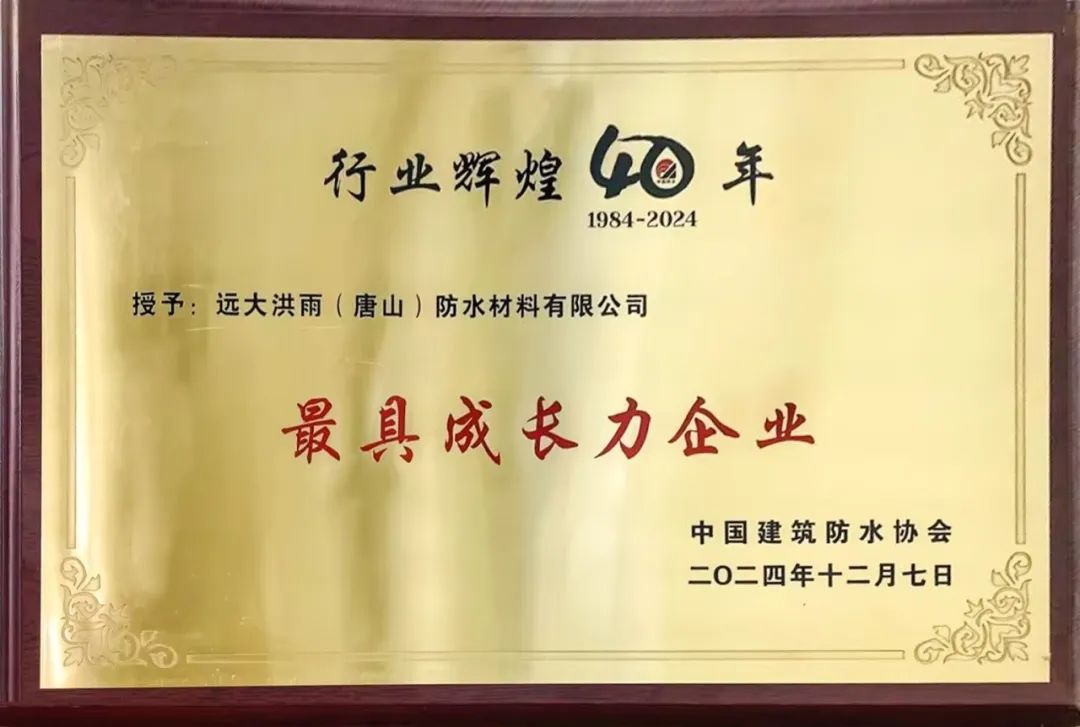 行业辉煌40年
1984-2024
授予：远大洪雨（唐山）防水材料有限公司
最具成长力企业
中国建筑防水协会
二〇二四年十二月七日